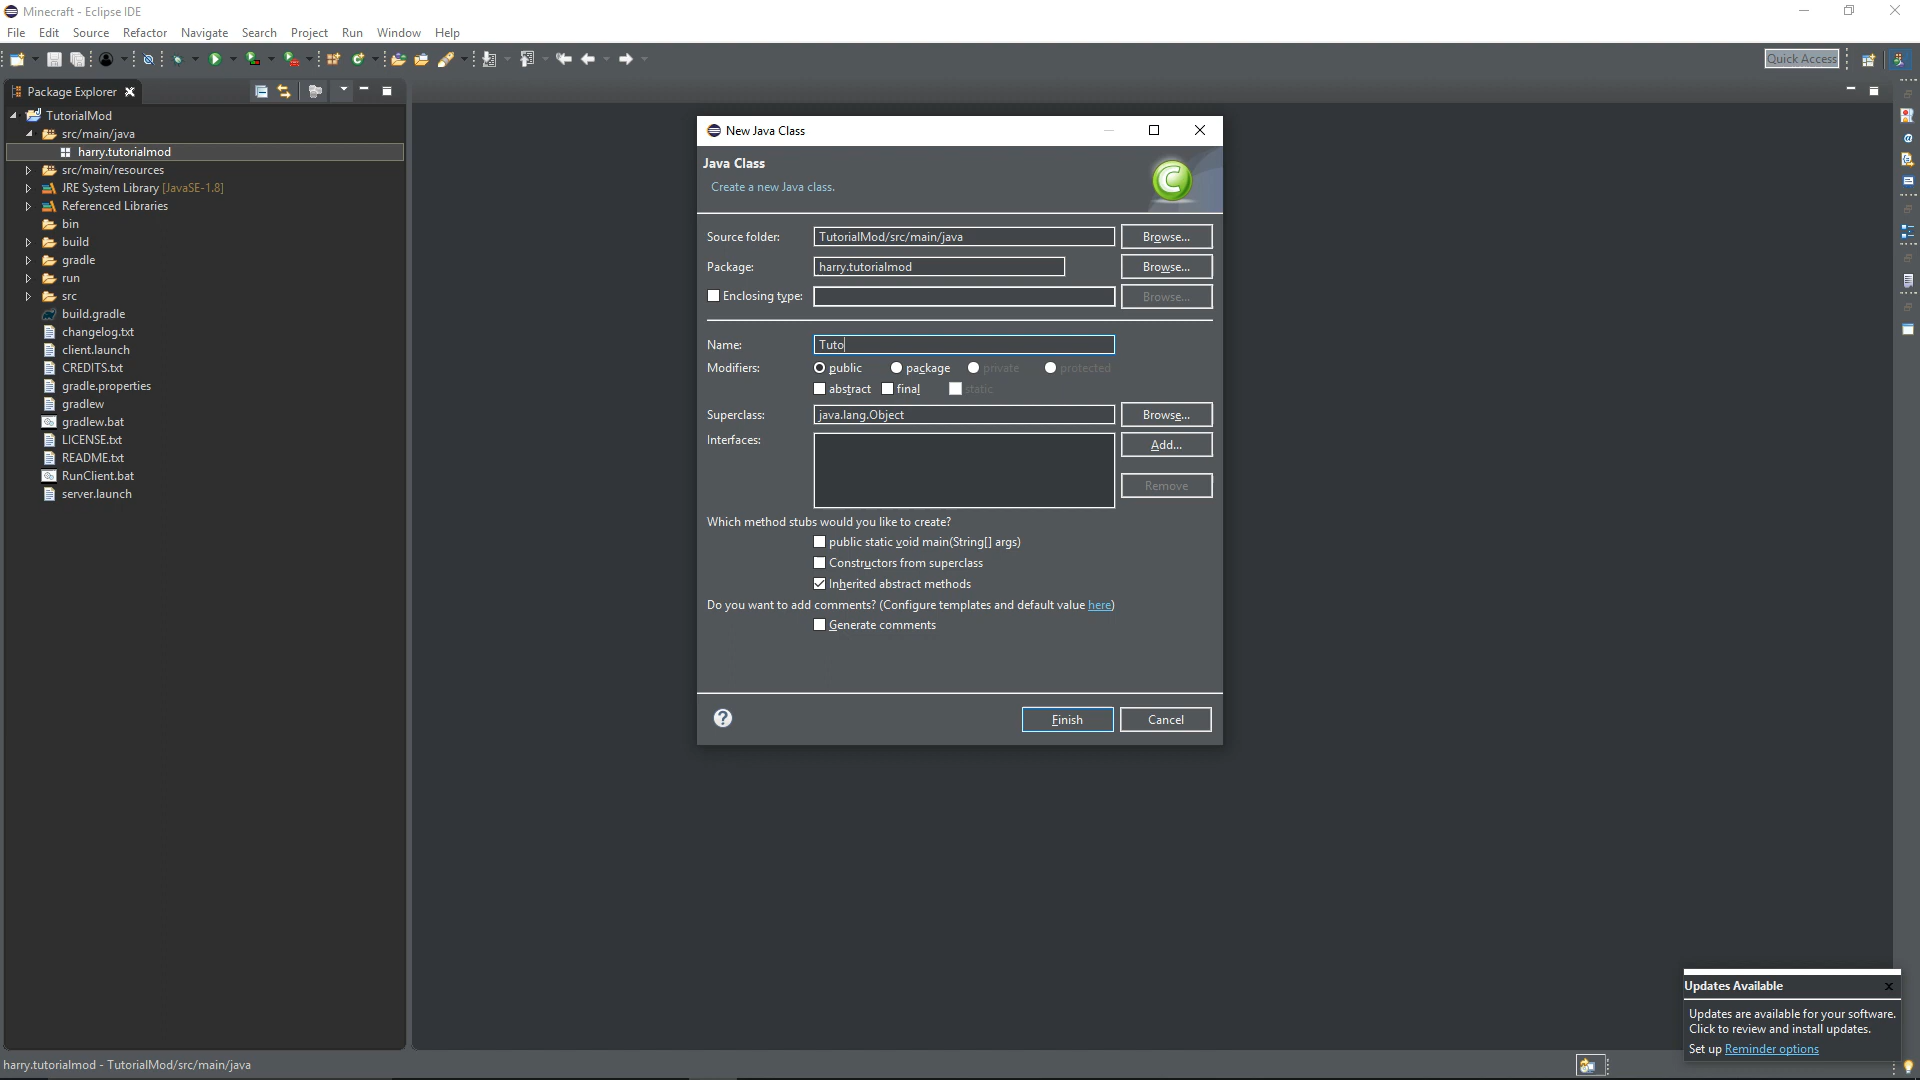 Minecraft - Eclipse IDE
File Edit Source Refactor Navigate Search Project Run Window Help
Quick Access
Package Explorer
TutorialMod
src/main/java
harry.tutorialmod
src/main/resources
JRE System Library [JavaSE-1.8]
Referenced Libraries
bin
build
gradle
run
src
build.gradle
changelog.txt
client.launch
CREDITS.txt
gradle.properties
gradlew
gradlew.bat
LICENSE.txt
README.txt
RunClient.bat
server.launch
New Java Class
Java Class
Create a new Java class.
Source folder: TutorialMod/src/main/java Browse...
Package: harry.tutorialmod Browse...
Enclosing type: Browse...
Name: Tuto
Modifiers: public package private protected
abstract final static
Superclass: java.lang.Object Browse...
Interfaces: Add...
Remove
Which method stubs would you like to create?
public static void main(String[] args)
Constructors from superclass
Inherited abstract methods
Do you want to add comments? (Configure templates and default value here)
Generate comments
Finish Cancel
Updates Available
Updates are available for your software.
Click to review and install updates.
Set up Reminder options
harry.tutorialmod - TutorialMod/src/main/java